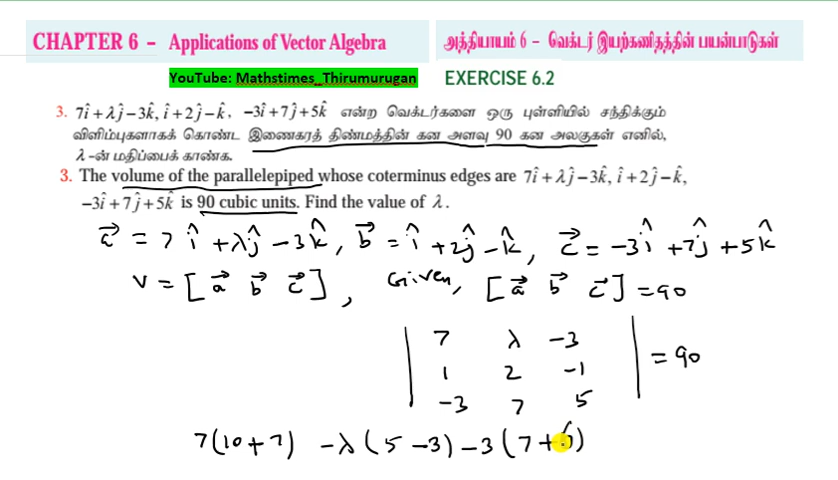 CHAPTER 6 – Applications of Vector Algebra
அத்தியாயம் 6 – வெக்டர் இயற்கணிதத்தின் பயன்பாடுகள்
YouTube: Mathstimes_Thirumurugan
EXERCISE 6.2
3. 7î+λĵ−3k̂, î+2ĵ−k̂, −3î+7ĵ+5k̂ என்ற வெக்டர்களை ஒரு புள்ளியில் சந்திக்கும்
விளிம்புகளாகக் கொண்ட இணைகரத் திண்மத்தின் கன அளவு 90 கன அலகுகள் எனில்,
λ-ன் மதிப்பைக் காண்க.
3. The volume of the parallelepiped whose coterminus edges are 7î+λĵ−3k̂, î+2ĵ−k̂,
−3î+7ĵ+5k̂ is 90 cubic units. Find the value of λ.
a⃗ = 7î + λĵ −3k̂, b⃗ = î + 2ĵ − k̂, c⃗ = −3î + 7ĵ + 5k̂
V = [a⃗ b⃗ c⃗], Given, [a⃗ b⃗ c⃗] = 90
7 λ −3
1 2 −1 = 90
−3 7 5
7(10+7) −λ(5−3) −3(7+6)